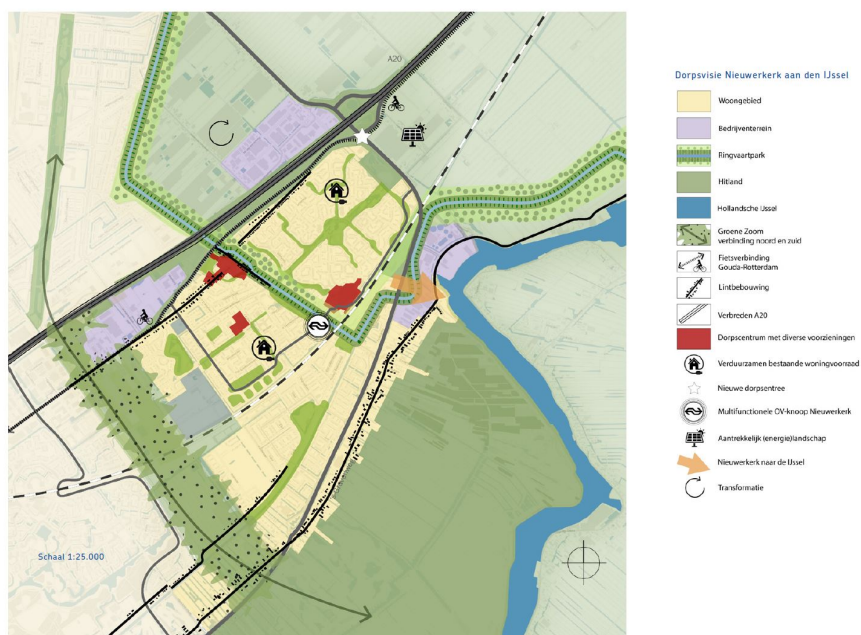 A20
Schaal 1:25.000
Dorpsvisie Nieuwerkerk aan den IJssel
Woongebied
Bedrijventerrein
Ringvaartpark
Hitland
Hollandsche IJssel
Groene Zoom
verbinding noord en zuid
Fietsverbinding
Gouda-Rotterdam
Lintbebouwing
Verbreden A20
Dorpscentrum met diverse voorzieningen
Verduurzamen bestaande woningvoorraad
Nieuwe dorpsentree
Multifunctionele OV-knoop Nieuwerkerk
Aantrekkelijk (energie)landschap
Nieuwerkerk naar de IJssel
Transformatie